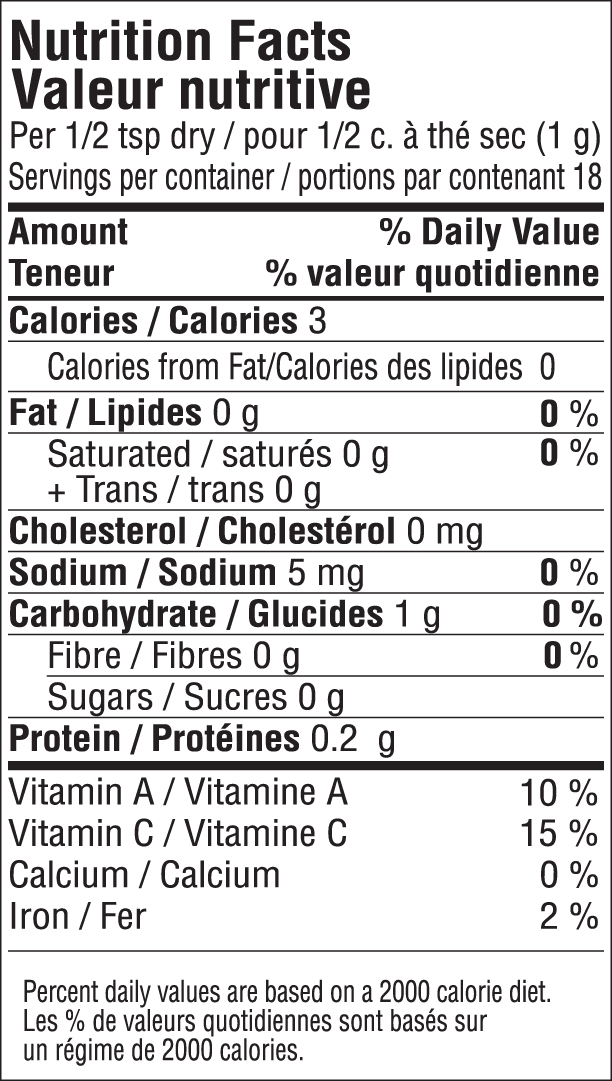 Nutrition Facts
Valeur nutritive
Per 1/2 tsp dry / pour 1/2 c. à thé sec (1 g)
Servings per container / portions par contenant 18
Amount % Daily Value
Teneur % valeur quotidienne
Calories / Calories 3
Calories from Fat/Calories des lipides 0
Fat / Lipides 0 g 0 %
Saturated / saturés 0 g 0 %
+ Trans / trans 0 g
Cholesterol / Cholestérol 0 mg
Sodium / Sodium 5 mg 0 %
Carbohydrate / Glucides 1 g 0 %
Fibre / Fibres 0 g 0 %
Sugars / Sucres 0 g
Protein / Protéines 0.2 g
Vitamin A / Vitamine A 10 %
Vitamin C / Vitamine C 15 %
Calcium / Calcium 0 %
Iron / Fer 2 %
Percent daily values are based on a 2000 calorie diet.
Les % de valeurs quotidiennes sont basés sur
un régime de 2000 calories.